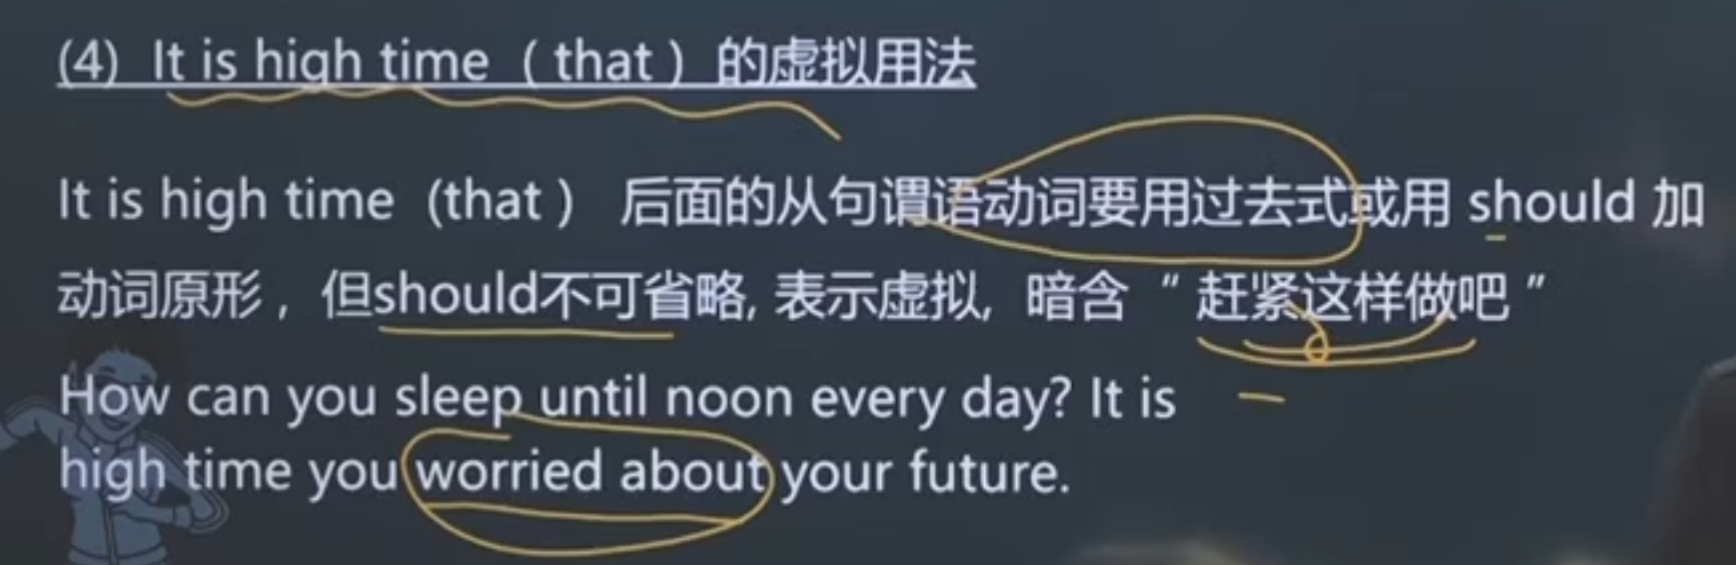 (4) It is high time ( that ) 的虚拟用法
It is high time (that ) 后面的从句谓语动词要用过去式或用 should 加
动词原形，但should不可省略, 表示虚拟, 暗含 “ 赶紧这样做吧 ”
How can you sleep until noon every day? It is
high time you worried about your future.